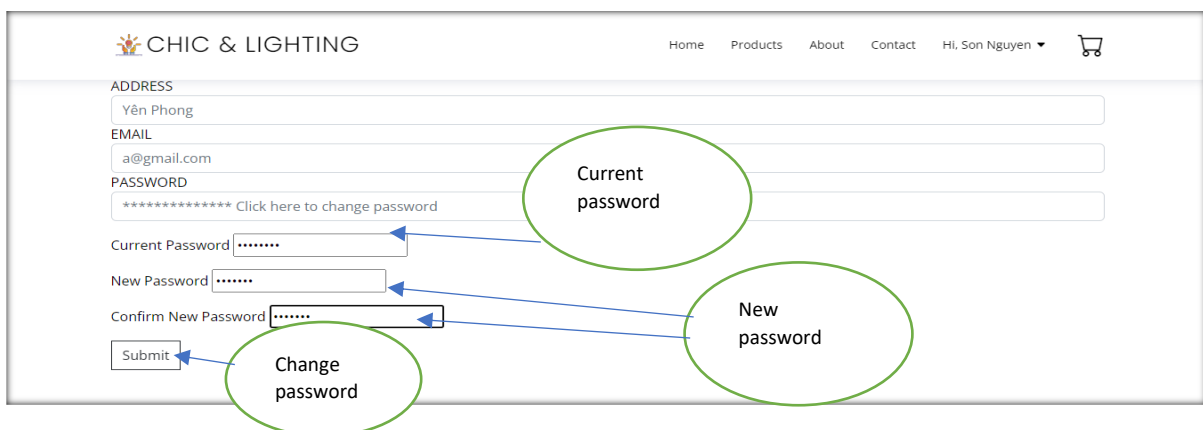 CHIC & LIGHTING
Home Products About Contact Hi, Son Nguyen
ADDRESS
Yên Phong
EMAIL
a@gmail.com
PASSWORD
************** Click here to change password
Current Password ••••••••
New Password •••••••
Confirm New Password •••••••
Submit
Current
password
New
password
Change
password